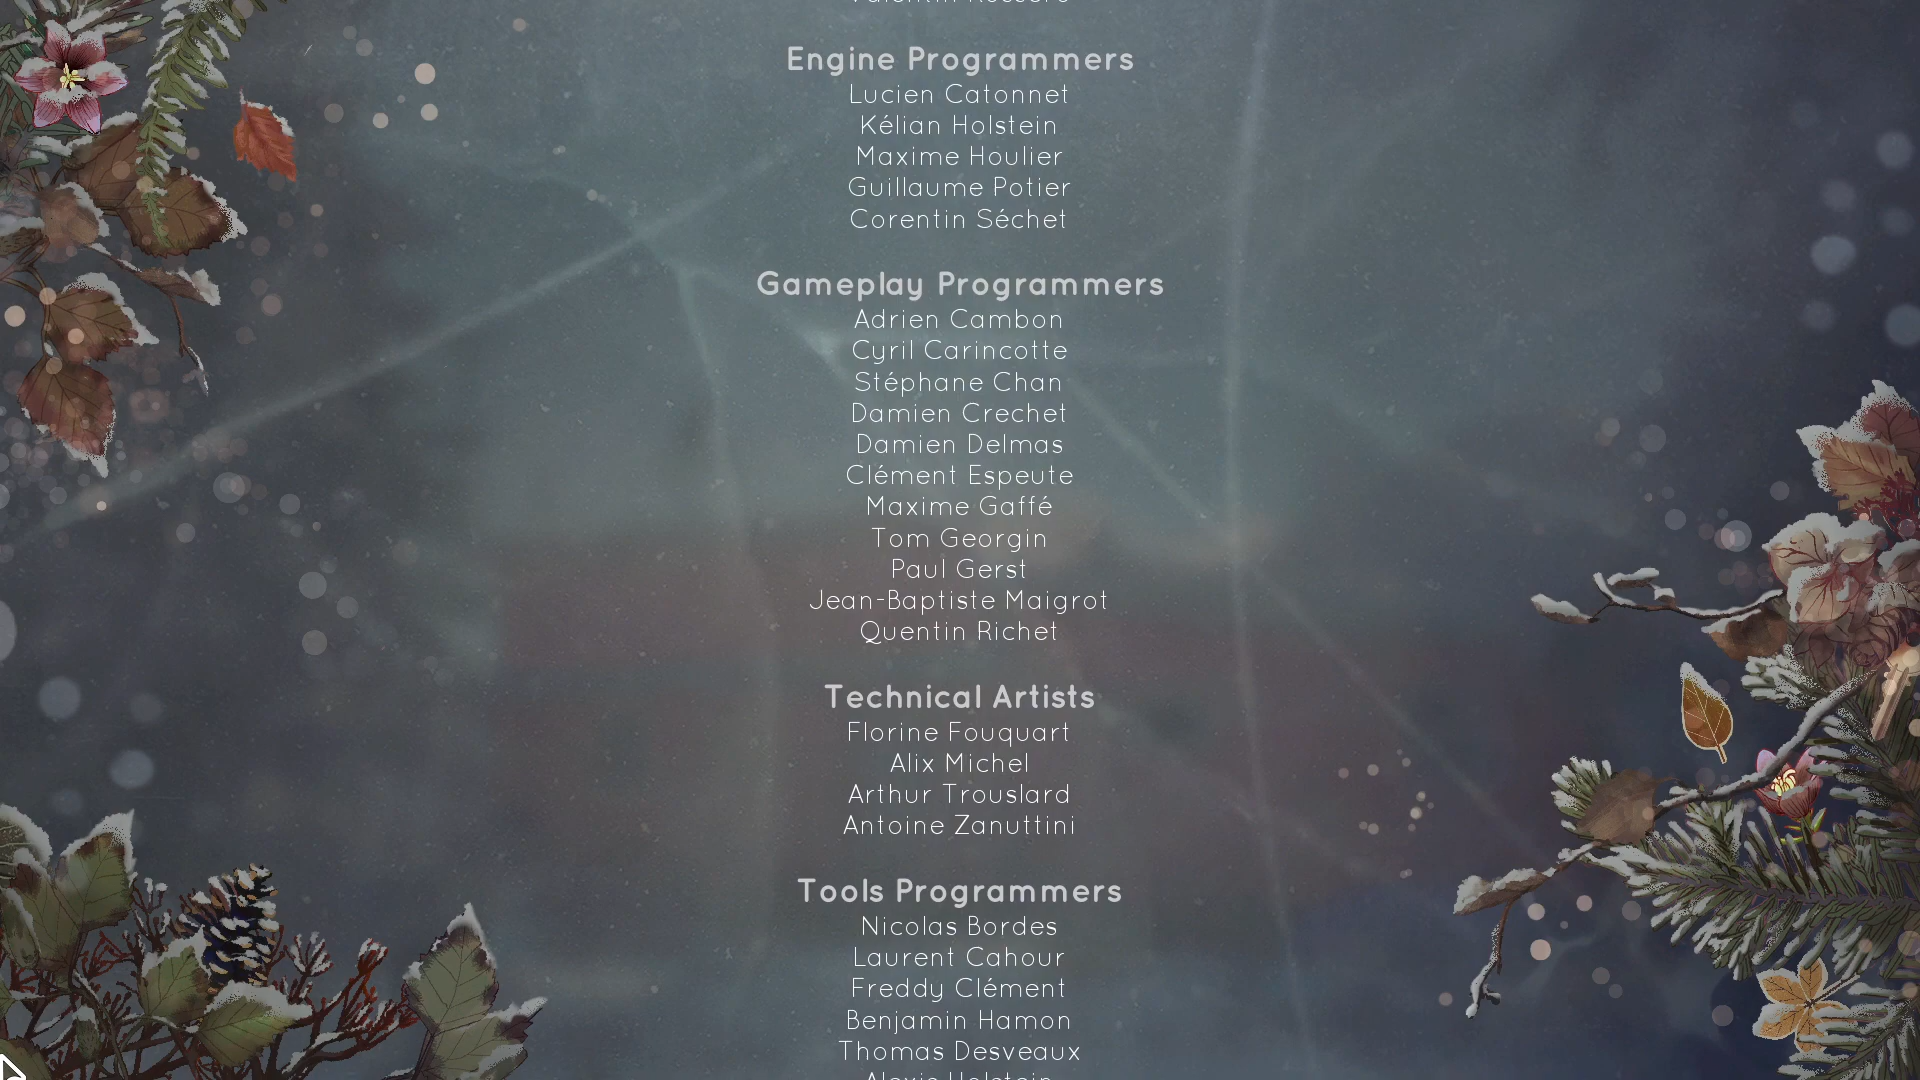 Engine Programmers
Lucien Catonnet
Kélian Holstein
Maxime Houlier
Guillaume Potier
Corentin Séchet
Gameplay Programmers
Adrien Cambon
Cyril Carincotte
Stéphane Chan
Damien Crechet
Damien Delmas
Clément Espeute
Maxime Gaffé
Tom Georgin
Paul Gerst
Jean-Baptiste Maigrot
Quentin Richet
Technical Artists
Florine Fouquart
Alix Michel
Arthur Trouslard
Antoine Zanuttini
Tools Programmers
Nicolas Bordes
Laurent Cahour
Freddy Clément
Benjamin Hamon
Thomas Desveaux